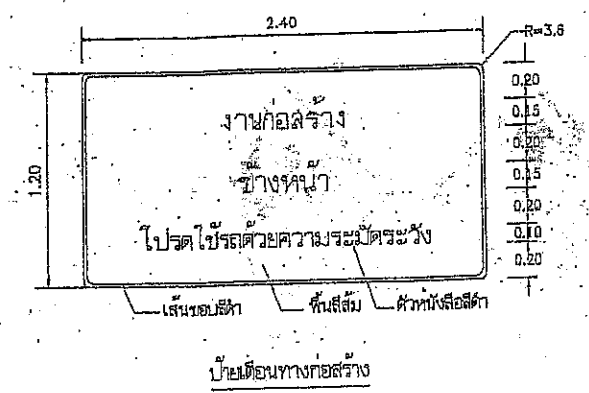 2.40
R=3.8
1.20
0.20
0.15
0.20
0.15
0.20
0.10
0.20
งานก่อสร้าง
ข้างหน้า
โปรดใช้รถด้วยความระมัดระวัง
เส้นขอบสีดำ
พื้นสีส้ม
ตัวหนังสือสีดำ
ป้ายเตือนทางก่อสร้าง